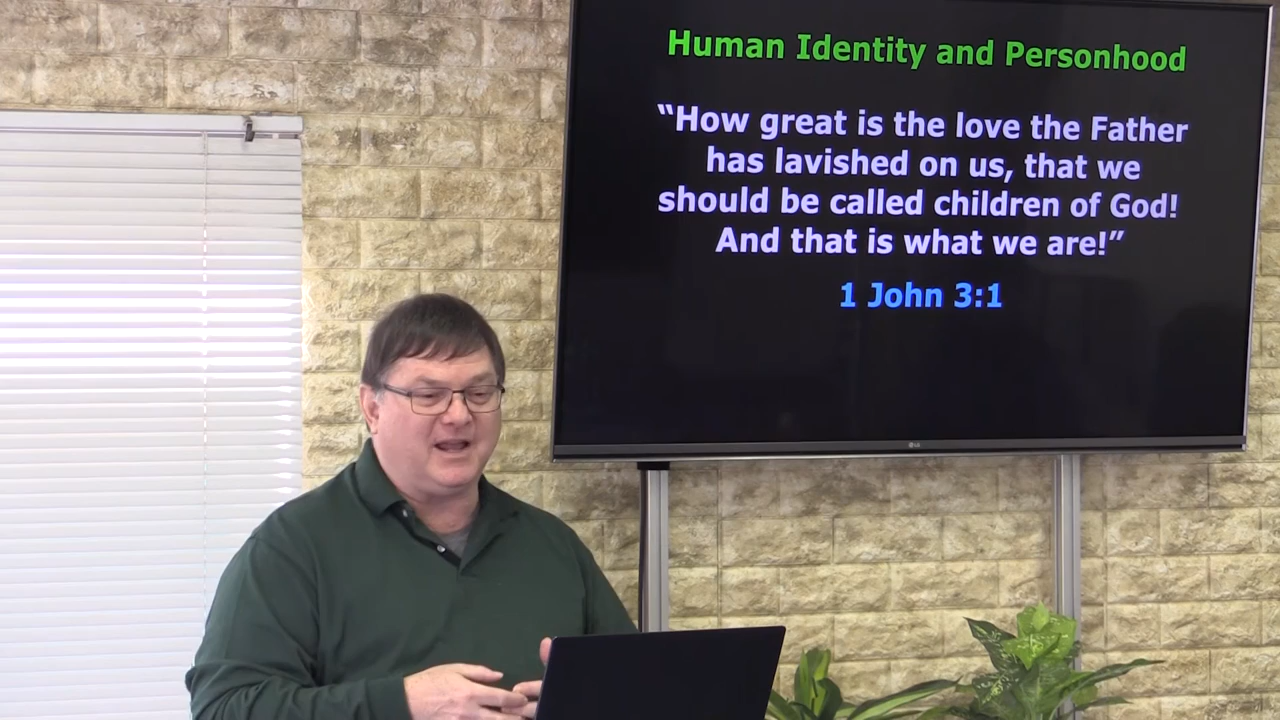 Human Identity and Personhood
“How great is the love the Father
has lavished on us, that we
should be called children of God!
And that is what we are!”
1 John 3:1
LG